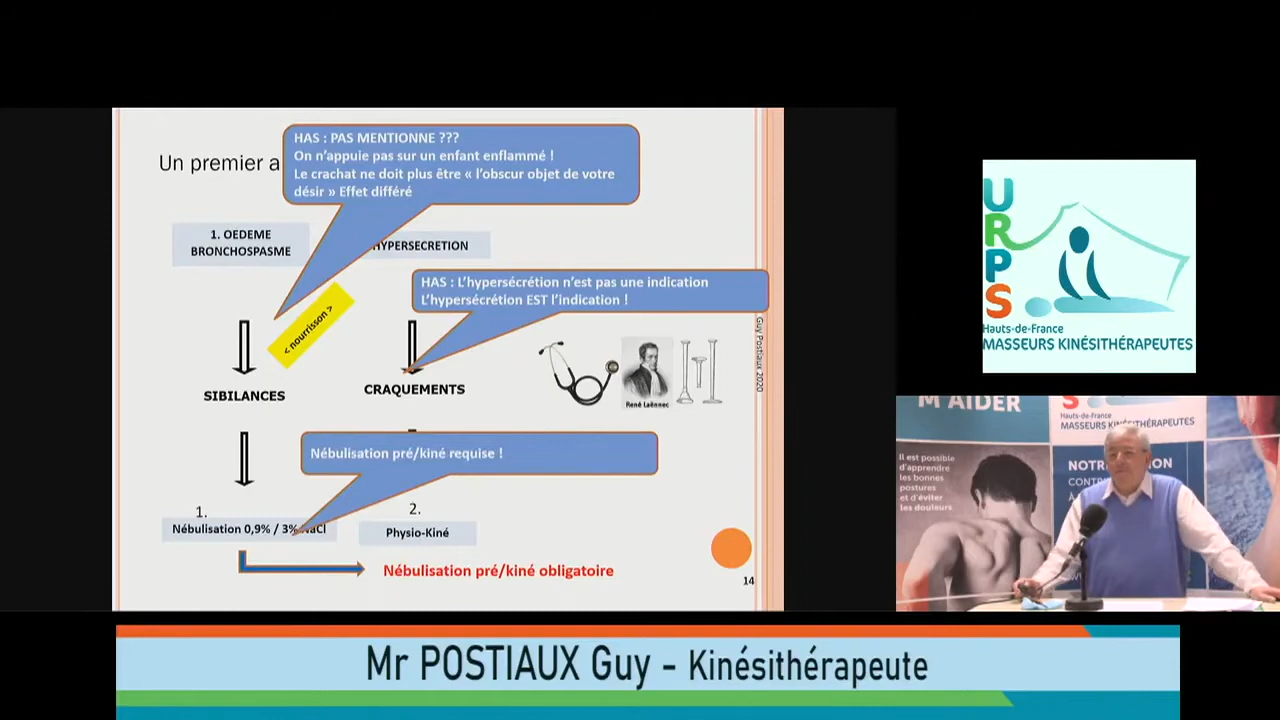 Un premier a
HAS : PAS MENTIONNE ???
On n'appuie pas sur un enfant enflammé !
Le crachat ne doit plus être « l'obscur objet de votre
désir » Effet différé
1. OEDEME
BRONCHOSPASME
HYPERSECRETION
HAS : L'hypersécrétion n'est pas une indication
L'hypersécrétion EST l'indication !
< nourrisson >
SIBILANCES
CRAQUEMENTS
René Laënnec
Guy Postiaux 2020
Nébulisation pré/kiné requise !
1.
Nébulisation 0,9% / 3% NaCl
2.
Physio-Kiné
Nébulisation pré/kiné obligatoire
14
URPS
Hauts-de-France
MASSEURS KINÉSITHÉRAPEUTES
M'AIDER
Il est possible
d'apprendre
les bonnes
postures
et d'éviter
les douleurs
S
Hauts-de-France
MASSEURS KINÉSITHÉRAPEUTES
NOTR
ION
Mr POSTIAUX Guy - Kinésithérapeute